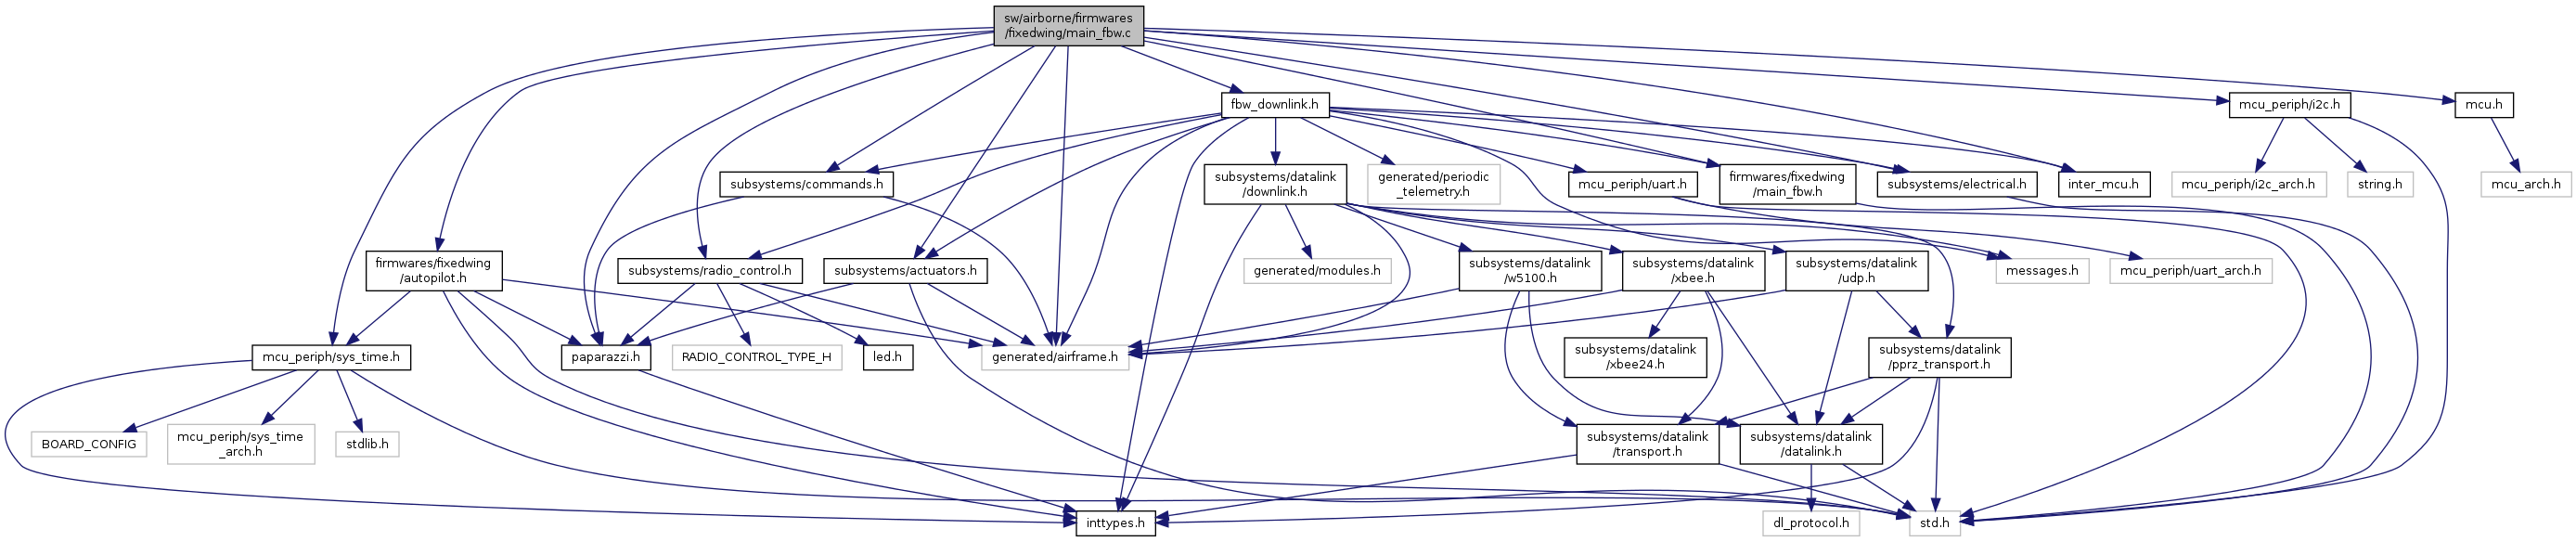 sw/airborne/firmwares
/fixedwing/main_fbw.c
fbw_downlink.h
mcu_periph/i2c.h
mcu.h
subsystems/commands.h
subsystems/datalink
/downlink.h
generated/periodic
_telemetry.h
mcu_periph/uart.h
firmwares/fixedwing
/main_fbw.h
subsystems/electrical.h
inter_mcu.h
mcu_periph/i2c_arch.h
string.h
mcu_arch.h
firmwares/fixedwing
/autopilot.h
subsystems/radio_control.h
subsystems/actuators.h
generated/modules.h
subsystems/datalink
/w5100.h
subsystems/datalink
/xbee.h
subsystems/datalink
/udp.h
messages.h
mcu_periph/uart_arch.h
mcu_periph/sys_time.h
paparazzi.h
RADIO_CONTROL_TYPE_H
led.h
generated/airframe.h
subsystems/datalink
/xbee24.h
subsystems/datalink
/pprz_transport.h
BOARD_CONFIG
mcu_periph/sys_time
_arch.h
stdlib.h
subsystems/datalink
/transport.h
subsystems/datalink
/datalink.h
inttypes.h
dl_protocol.h
std.h